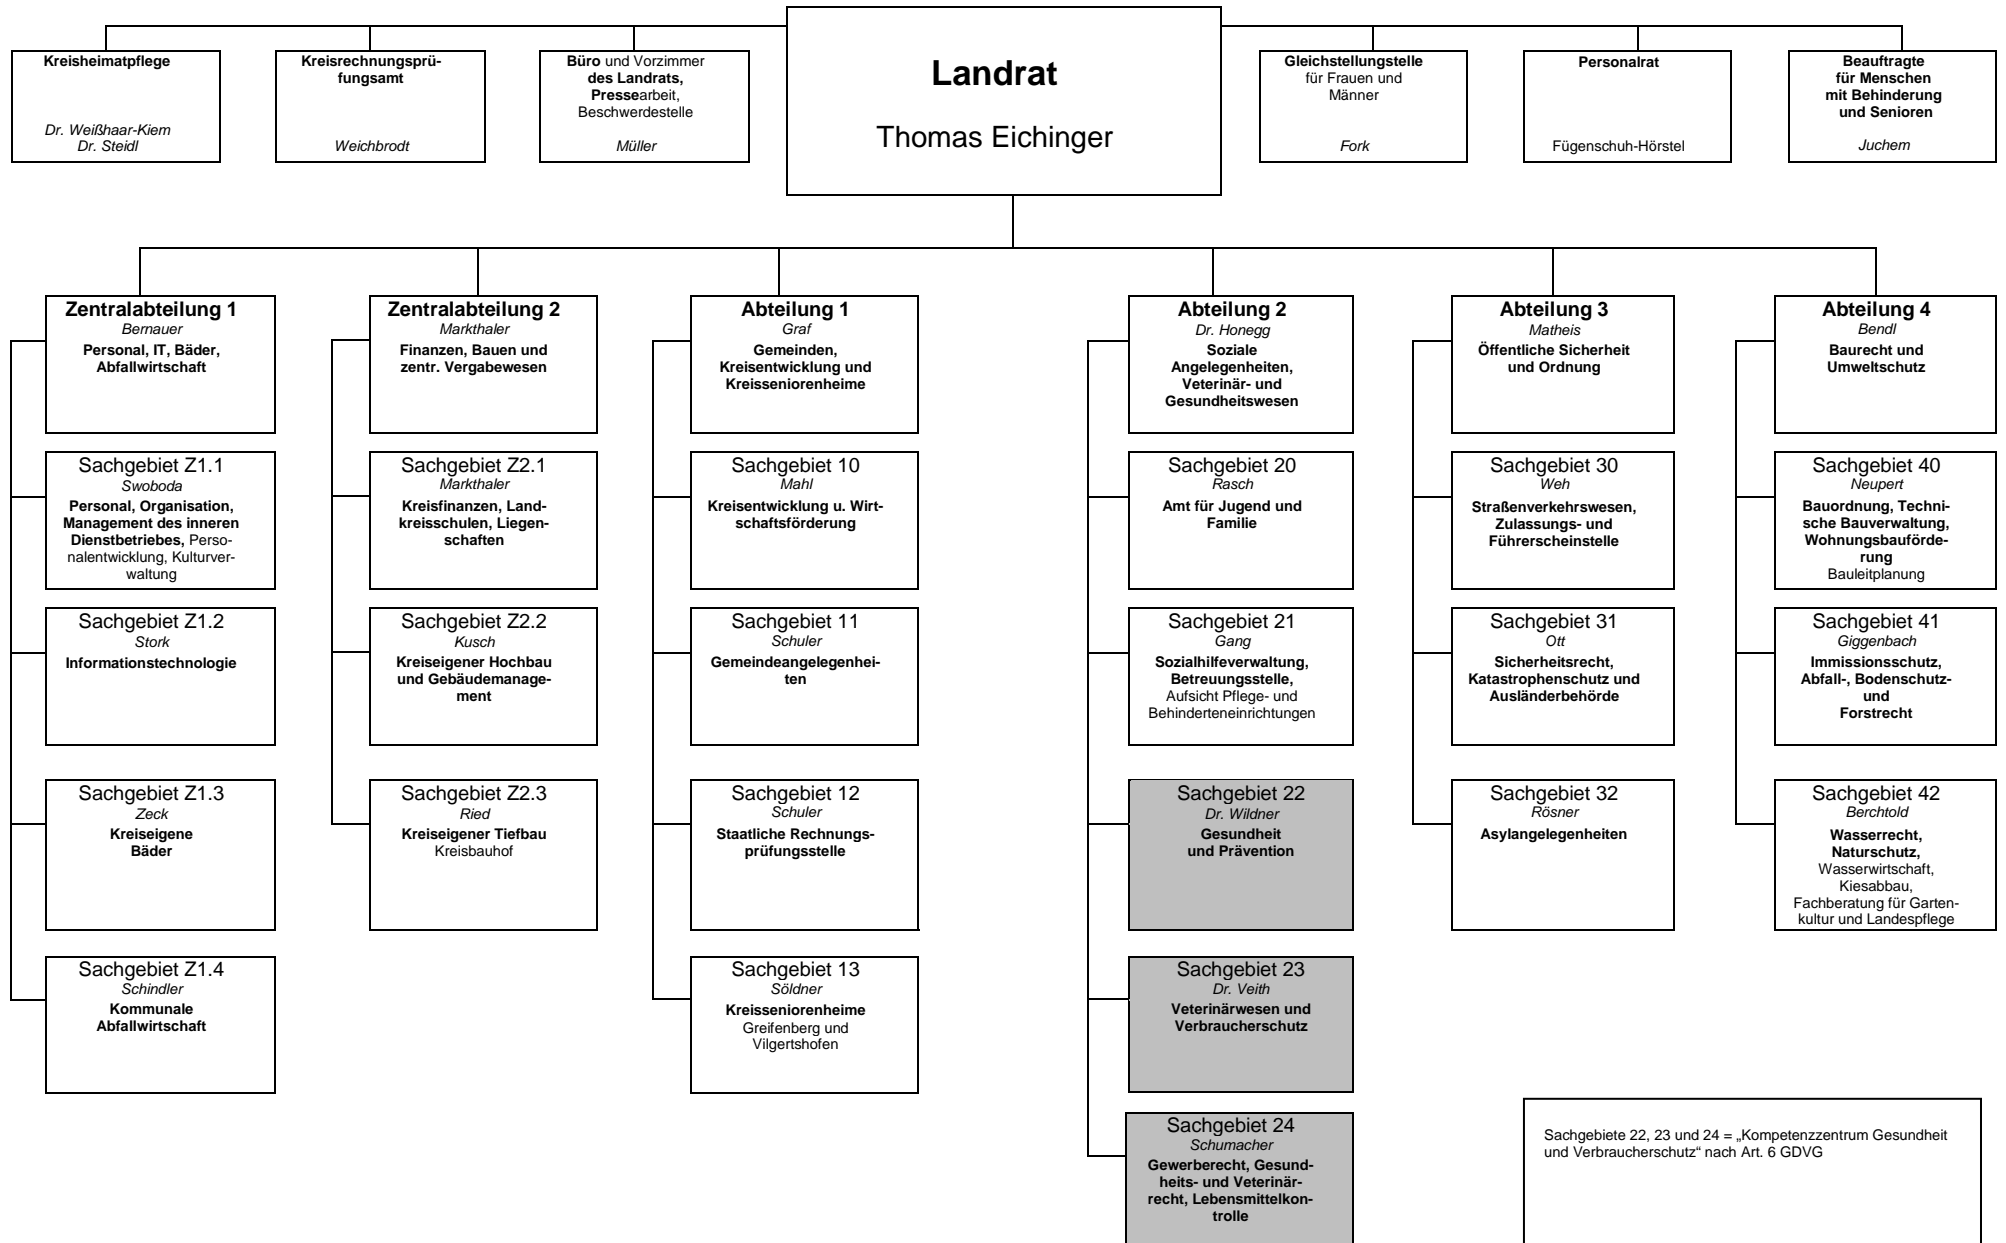 Landrat
Thomas Eichinger
Kreisheimatpflege
Dr. Weißhaar-Kiem
Dr. Steidl
Kreisrechnungsprü-
fungsamt
Weichbrodt
Büro und Vorzimmer
des Landrats,
Pressearbeit,
Beschwerdestelle
Müller
Gleichstellungstelle
für Frauen und
Männer
Fork
Personalrat
Fügenschuh-Hörstel
Beauftragte
für Menschen
mit Behinderung
und Senioren
Juchem
Zentralabteilung 1
Bernauer
Personal, IT, Bäder,
Abfallwirtschaft
Sachgebiet Z1.1
Swoboda
Personal, Organisation,
Management des inneren
Dienstbetriebes, Perso-
nalentwicklung, Kulturver-
waltung
Sachgebiet Z1.2
Stork
Informationstechnologie
Sachgebiet Z1.3
Zeck
Kreiseigene
Bäder
Sachgebiet Z1.4
Schindler
Kommunale
Abfallwirtschaft
Zentralabteilung 2
Markthaler
Finanzen, Bauen und
zentr. Vergabewesen
Sachgebiet Z2.1
Markthaler
Kreisfinanzen, Land-
kreisschulen, Liegen-
schaften
Sachgebiet Z2.2
Kusch
Kreiseigener Hochbau
und Gebäudemanage-
ment
Sachgebiet Z2.3
Ried
Kreiseigener Tiefbau
Kreisbauhof
Abteilung 1
Graf
Gemeinden,
Kreisentwicklung und
Kreisseniorenheime
Sachgebiet 10
Mahl
Kreisentwicklung u. Wirt-
schaftsförderung
Sachgebiet 11
Schuler
Gemeindeangelegenhei-
ten
Sachgebiet 12
Schuler
Staatliche Rechnungs-
prüfungsstelle
Sachgebiet 13
Söldner
Kreisseniorenheime
Greifenberg und
Vilgertshofen
Abteilung 2
Dr. Honegg
Soziale
Angelegenheiten,
Veterinär- und
Gesundheitswesen
Sachgebiet 20
Rasch
Amt für Jugend und
Familie
Sachgebiet 21
Gang
Sozialhilfeverwaltung,
Betreuungsstelle,
Aufsicht Pflege- und
Behinderteneinrichtungen
Sachgebiet 22
Dr. Wildner
Gesundheit
und Prävention
Sachgebiet 23
Dr. Veith
Veterinärwesen und
Verbraucherschutz
Sachgebiet 24
Schumacher
Gewerberecht, Gesund-
heits- und Veterinär-
recht, Lebensmittelkon-
trolle
Abteilung 3
Matheis
Öffentliche Sicherheit
und Ordnung
Sachgebiet 30
Weh
Straßenverkehrswesen,
Zulassungs- und
Führerscheinstelle
Sachgebiet 31
Ott
Sicherheitsrecht,
Katastrophenschutz und
Ausländerbehörde
Sachgebiet 32
Rösner
Asylangelegenheiten
Abteilung 4
Bendl
Baurecht und
Umweltschutz
Sachgebiet 40
Neupert
Bauordnung, Techni-
sche Bauverwaltung,
Wohnungsbauförde-
rung
Bauleitplanung
Sachgebiet 41
Giggenbach
Immissionsschutz,
Abfall-, Bodenschutz-
und
Forstrecht
Sachgebiet 42
Berchtold
Wasserrecht,
Naturschutz,
Wasserwirtschaft,
Kiesabbau,
Fachberatung für Garten-
kultur und Landespflege
Sachgebiete 22, 23 und 24 = „Kompetenzzentrum Gesundheit
und Verbraucherschutz“ nach Art. 6 GDVG